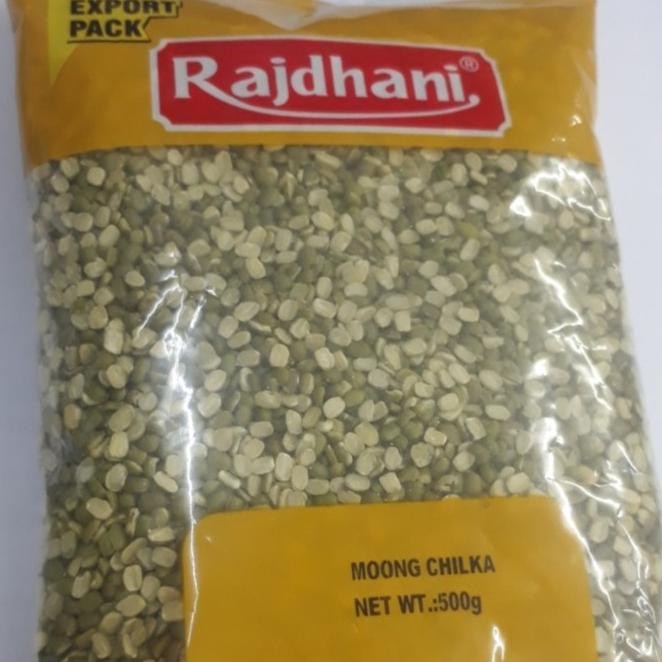 EXPORT
PACK
Rajdhani®
MOONG CHILKA
NET WT.:500g